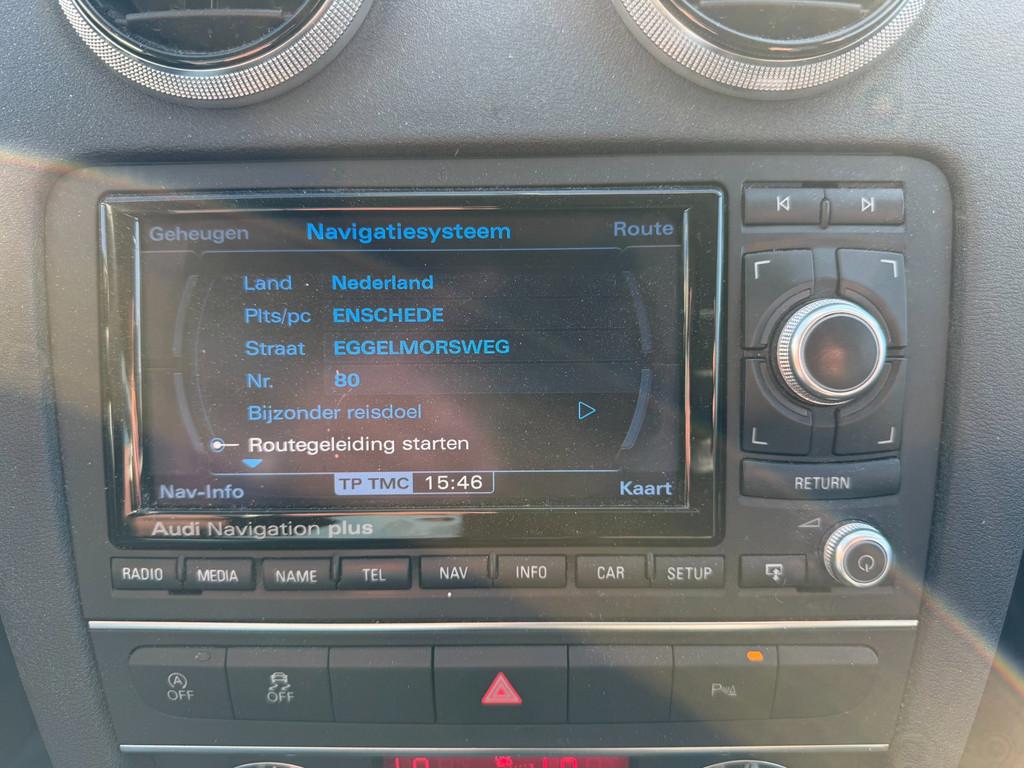 Geheugen Navigatiesysteem Route
Land Nederland
Plts/pc ENSCHEDE
Straat EGGELMORSWEG
Nr. 80
Bijzonder reisdoel
Routegeleiding starten
Nav-Info TP TMC 15:46 Kaart
Audi Navigation plus
RETURN
RADIO MEDIA NAME TEL NAV INFO CAR SETUP
A OFF OFF P